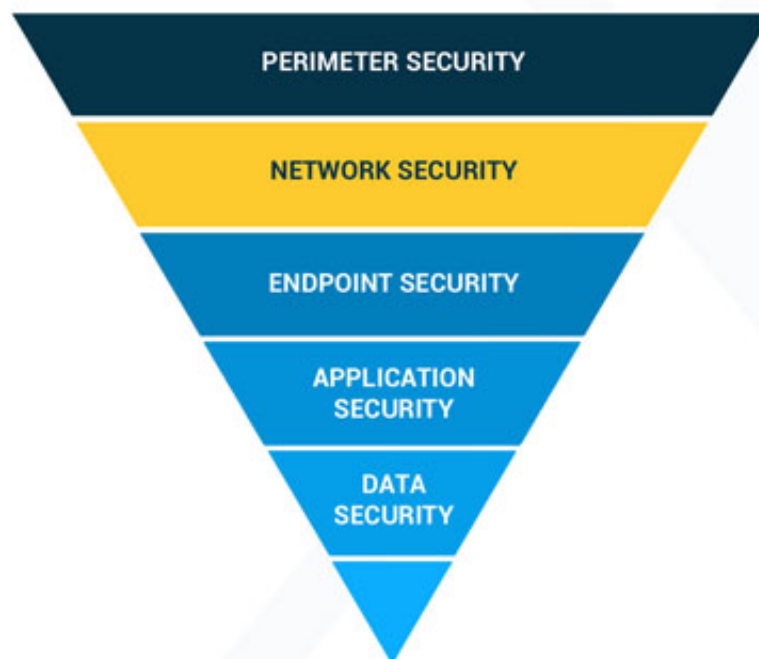 PERIMETER SECURITY
NETWORK SECURITY
ENDPOINT SECURITY
APPLICATION
SECURITY
DATA
SECURITY